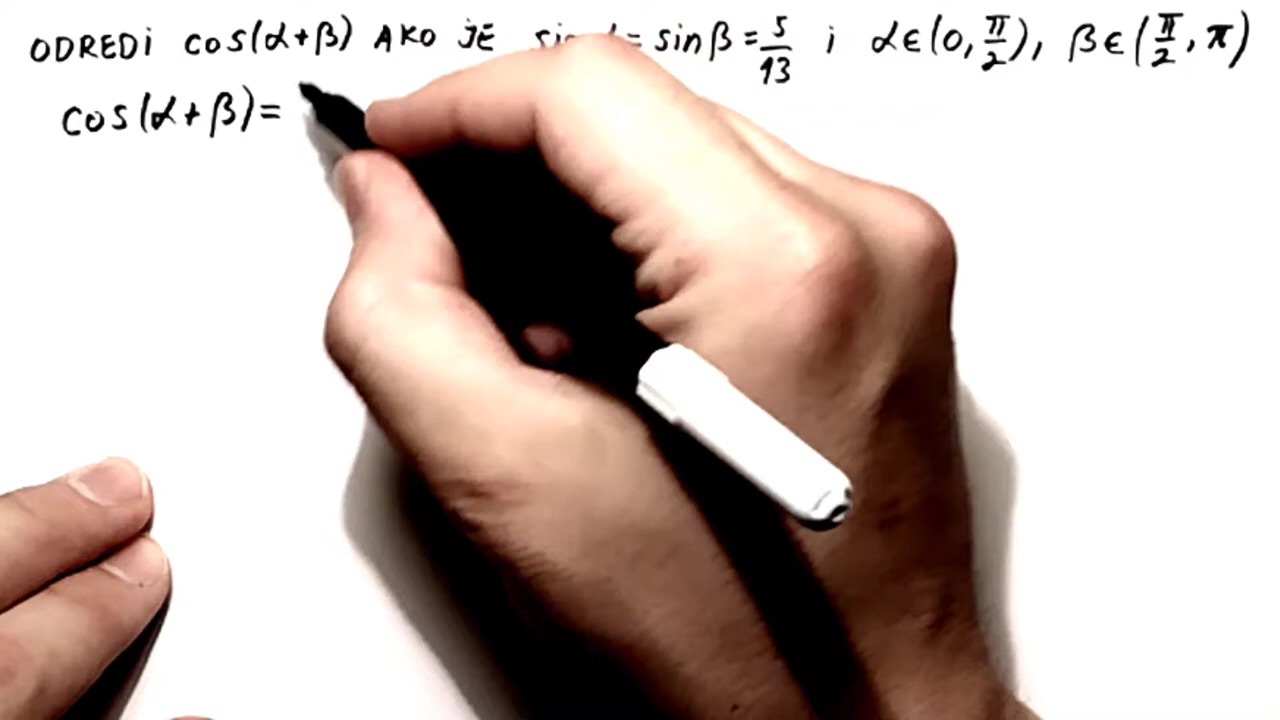 ODREDI cos(α+β) AKO JE = sinβ = 5/13 i α∈(0, π/2), β∈(π/2, π)
cos(α+β)=